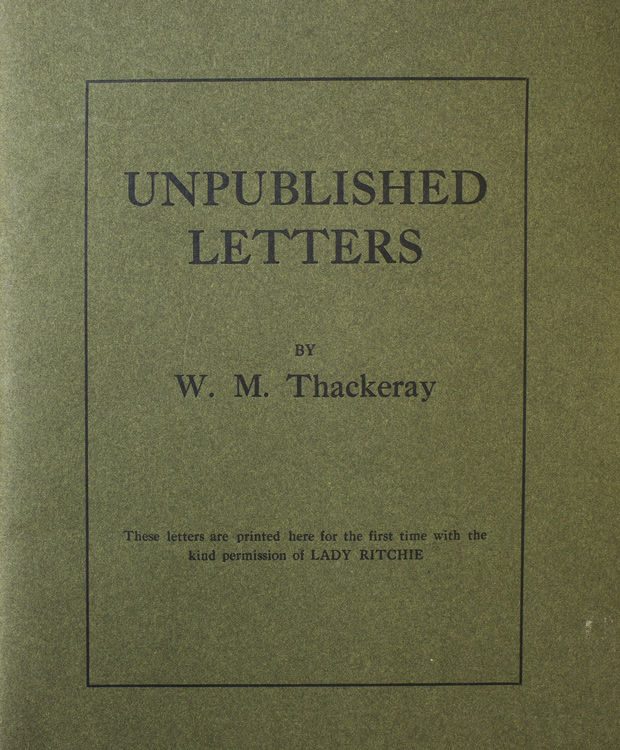 UNPUBLISHED
LETTERS
BY
W. M. Thackeray
These letters are printed here for the first time with the
kind permission of LADY RITCHIE